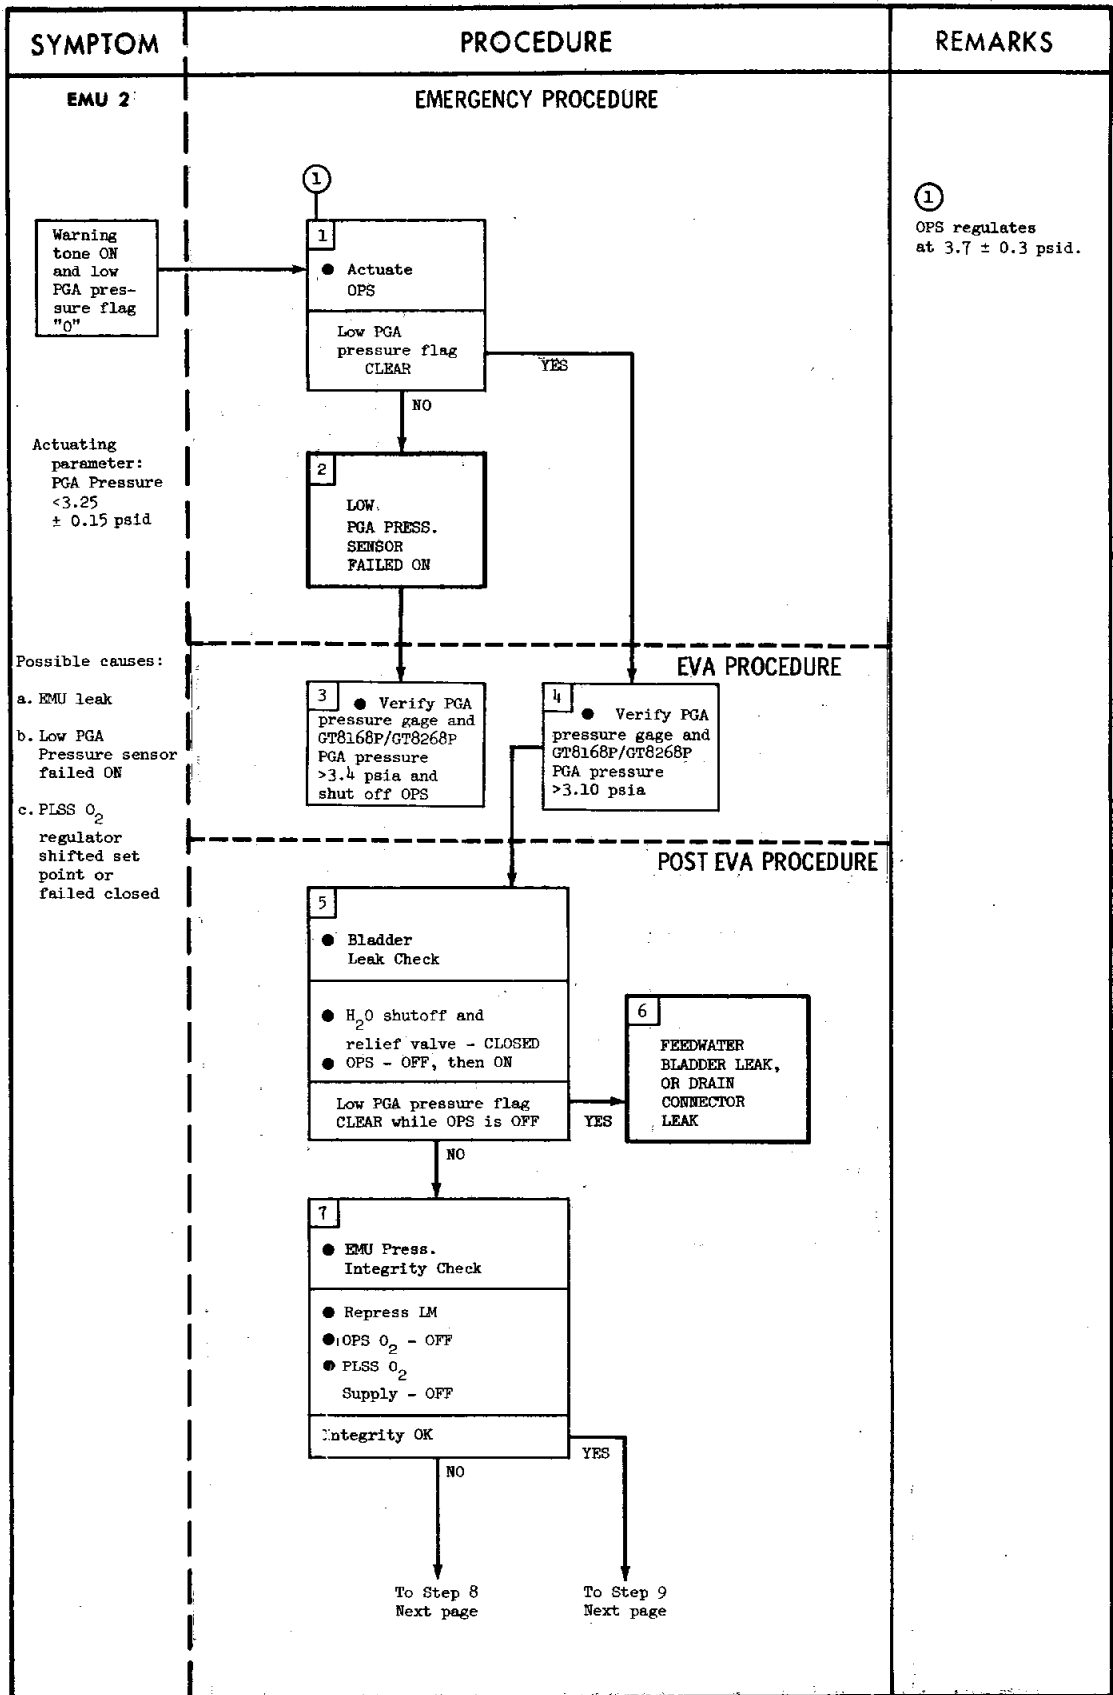 SYMPTOM
PROCEDURE
REMARKS
EMU 2
EMERGENCY PROCEDURE
1
1
OPS regulates
at 3.7 ± 0.3 psid.
Warning
tone ON
and low
PGA pres-
sure flag
"O"
1
● Actuate
OPS
Low PGA
pressure flag
CLEAR
YES
NO
Actuating
parameter:
PGA Pressure
<3.25
± 0.15 psid
2
LOW
PGA PRESS.
SENSOR
FAILED ON
Possible causes:
a. EMU leak
b. Low PGA
Pressure sensor
failed ON
c. PLSS O2
regulator
shifted set
point or
failed closed
EVA PROCEDURE
3
● Verify PGA
pressure gage and
GT8168P/GT8268P
PGA pressure
>3.4 psia and
shut off OPS
4
● Verify PGA
pressure gage and
GT8168P/GT8268P
PGA pressure
>3.10 psia
POST EVA PROCEDURE
5
● Bladder
Leak Check
● H2O shutoff and
relief valve - CLOSED
● OPS - OFF, then ON
Low PGA pressure flag
CLEAR while OPS is OFF
YES
NO
6
FEEDWATER
BLADDER LEAK,
OR DRAIN
CONNECTOR
LEAK
7
● EMU Press.
Integrity Check
● Repress LM
● OPS O2 - OFF
● PLSS O2
Supply - OFF
Integrity OK
YES
NO
To Step 8
Next page
To Step 9
Next page